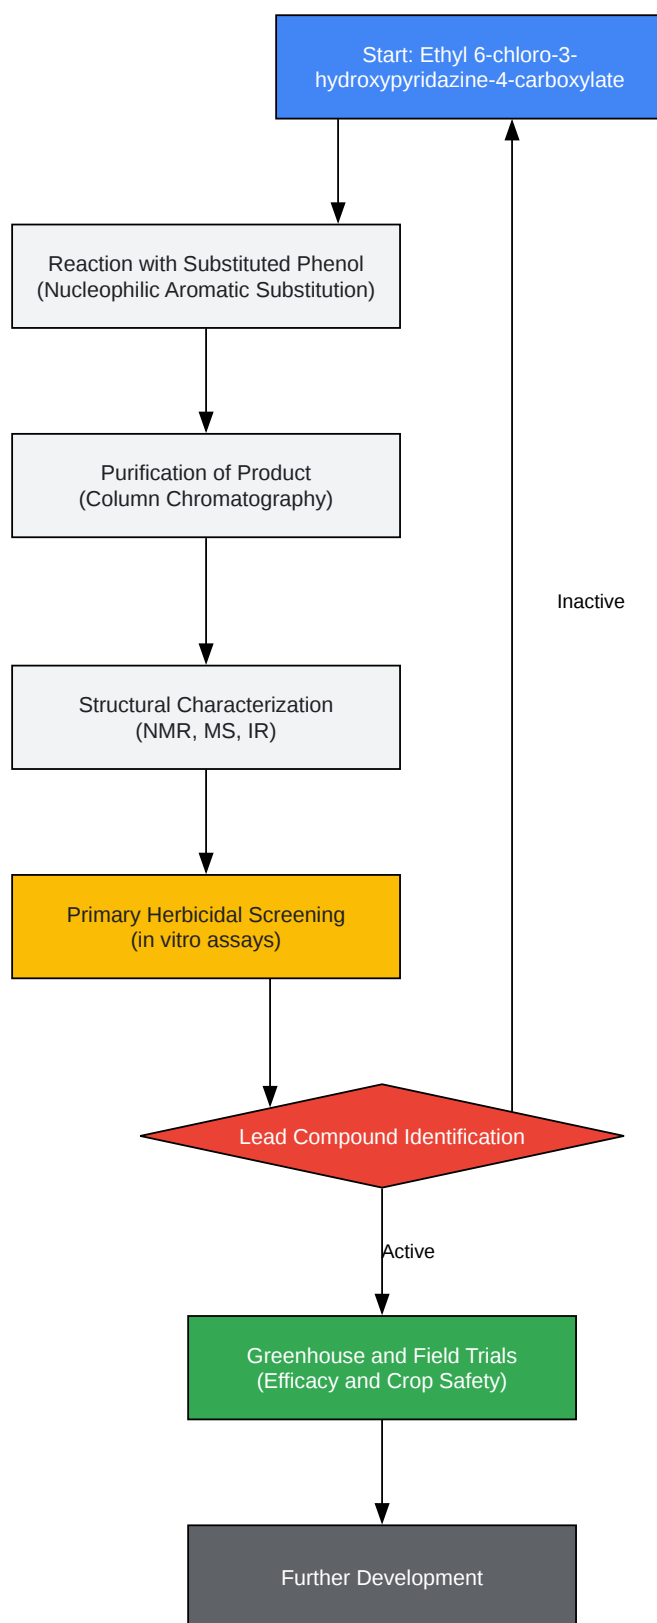 Start: Ethyl 6-chloro-3-
hydroxypyridazine-4-carboxylate
Reaction with Substituted Phenol
(Nucleophilic Aromatic Substitution)
Purification of Product
(Column Chromatography)
Inactive
Structural Characterization
(NMR, MS, IR)
Primary Herbicidal Screening
(in vitro assays)
Lead Compound Identification
Active
Greenhouse and Field Trials
(Efficacy and Crop Safety)
Further Development